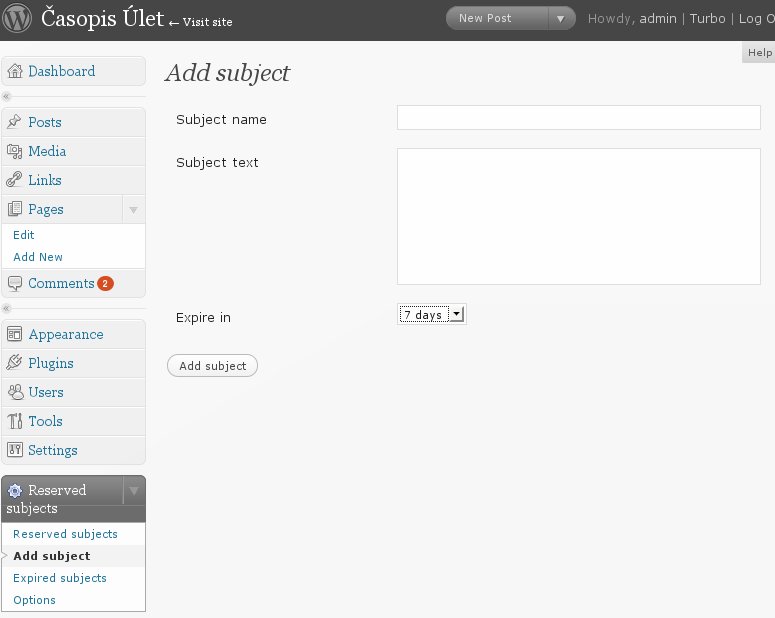 Časopis Úlet ← Visit site
New Post
Howdy, admin | Turbo | Log O
Help
Dashboard
Posts
Media
Links
Pages
Edit
Add New
Comments 2
Appearance
Plugins
Users
Tools
Settings
Reserved
subjects
Reserved subjects
Add subject
Expired subjects
Options
Add subject
Subject name
Subject text
Expire in
7 days
Add subject